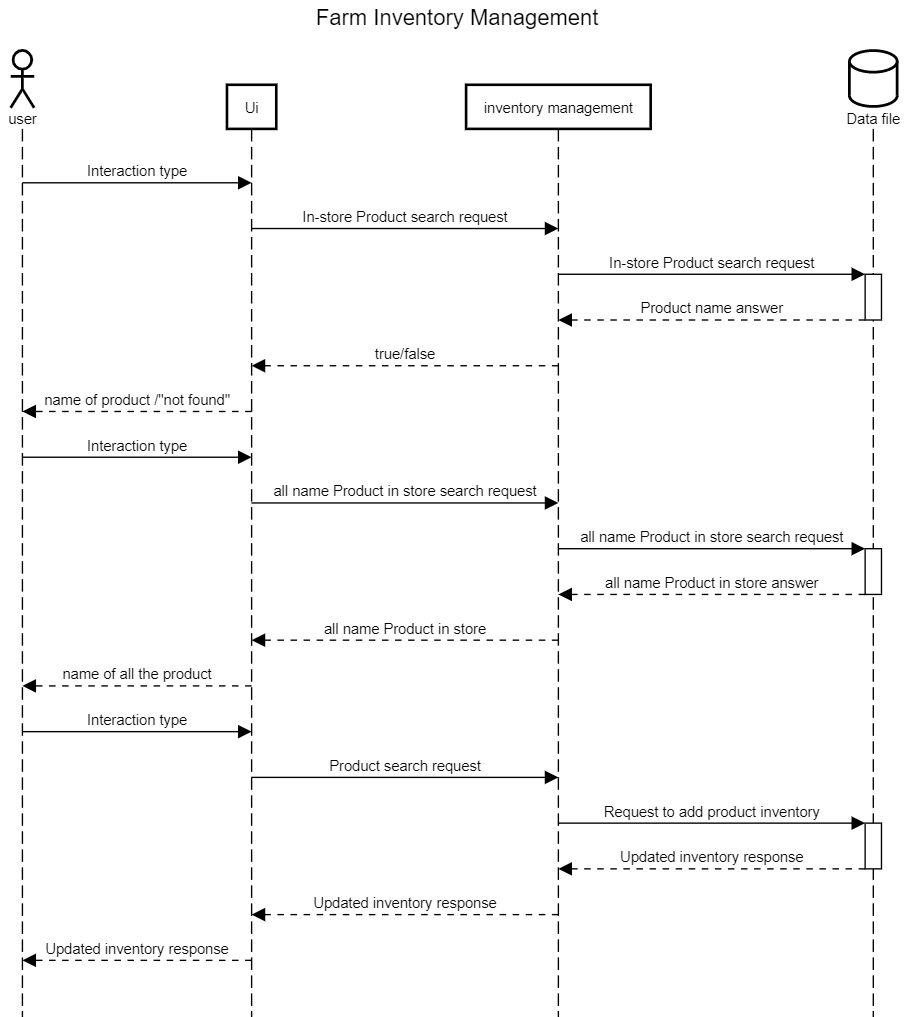 Farm Inventory Management
user
Ui
inventory management
Data file
Interaction type
In-store Product search request
In-store Product search request
Product name answer
true/false
name of product /"not found"
Interaction type
all name Product in store search request
all name Product in store search request
all name Product in store answer
all name Product in store
name of all the product
Interaction type
Product search request
Request to add product inventory
Updated inventory response
Updated inventory response
Updated inventory response